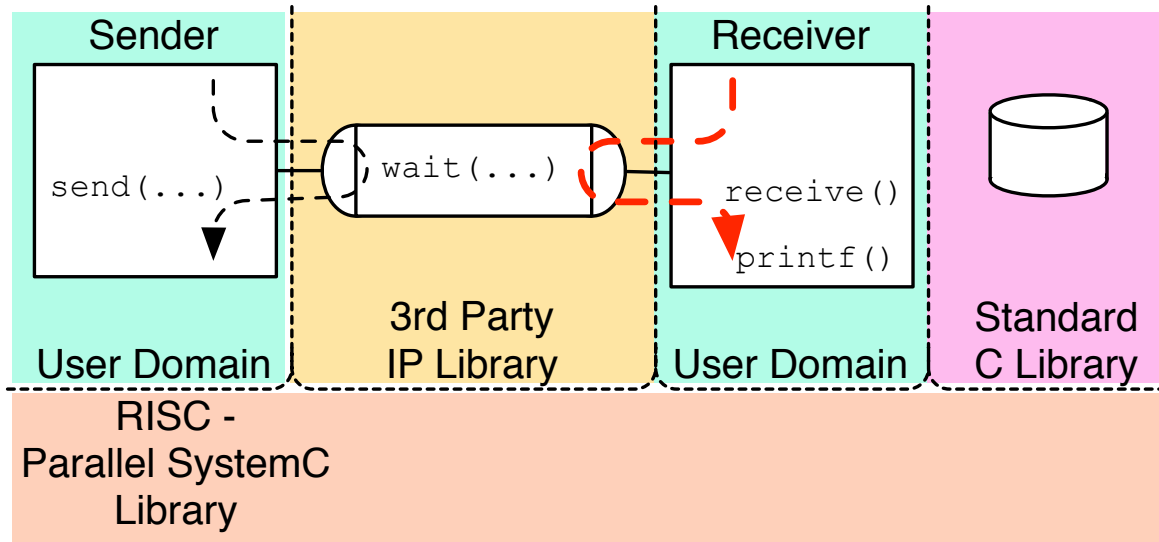 Sender
Receiver
send(...)
wait(...)
receive()
printf()
User Domain
3rd Party
IP Library
User Domain
Standard
C Library
RISC -
Parallel SystemC
Library